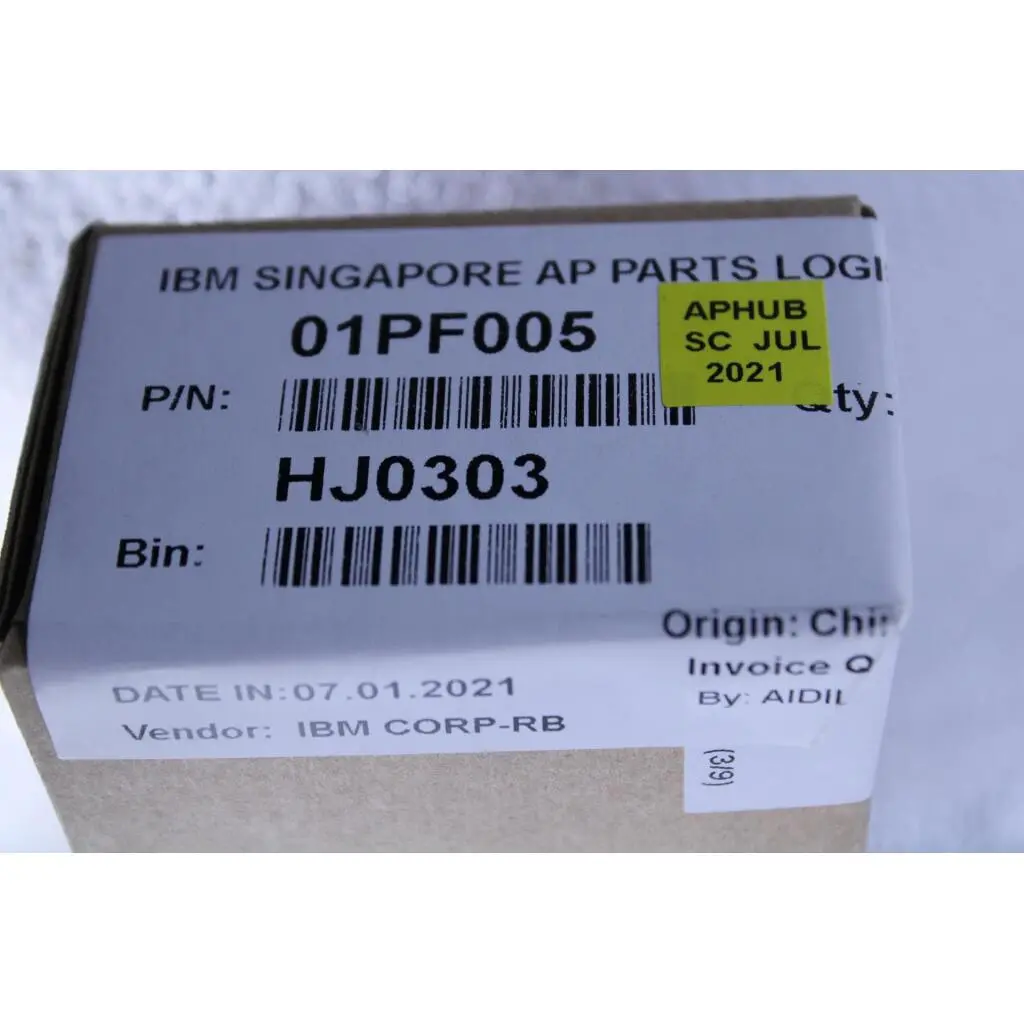 IBM SINGAPORE AP PARTS LOGI
01PF005
APHUB
SC JUL
2021
P/N:
Qty:
HJ0303
Bin:
Origin: Chin
Invoice Q
By: AIDIL
DATE IN:07.01.2021
Vendor: IBM CORP-RB
(3/9)